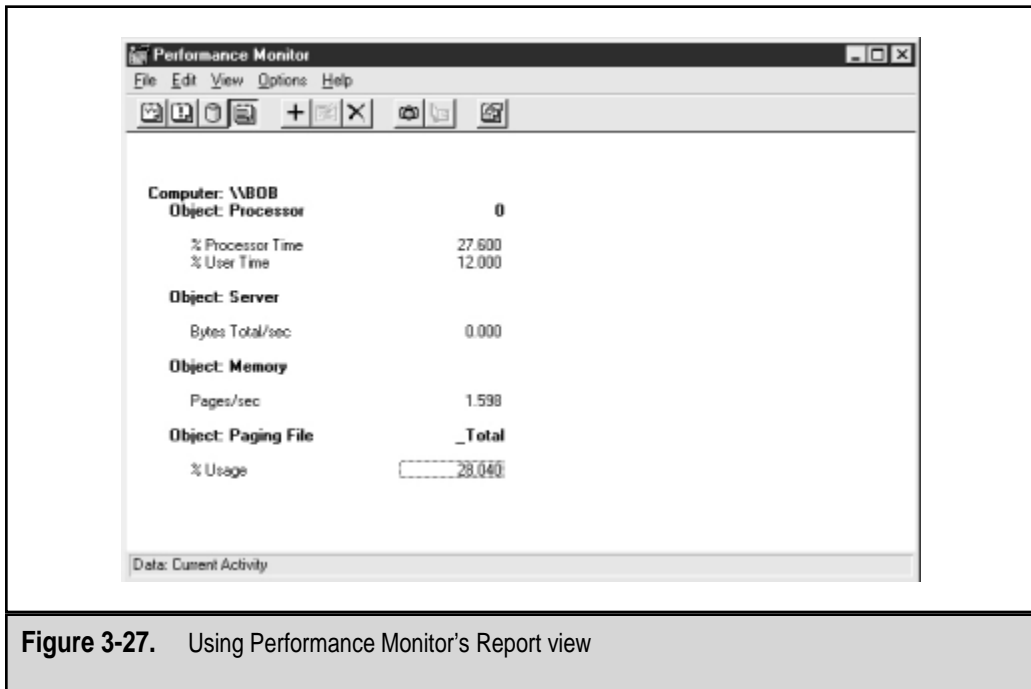 Performance Monitor
File Edit View Options Help
Computer: \\BOB
Object: Processor 0
% Processor Time 27.600
% User Time 12.000
Object: Server
Bytes Total/sec 0.000
Object: Memory
Pages/sec 1.598
Object: Paging File _Total
% Usage 28.040
Data: Current Activity
Figure 3-27. Using Performance Monitor's Report view